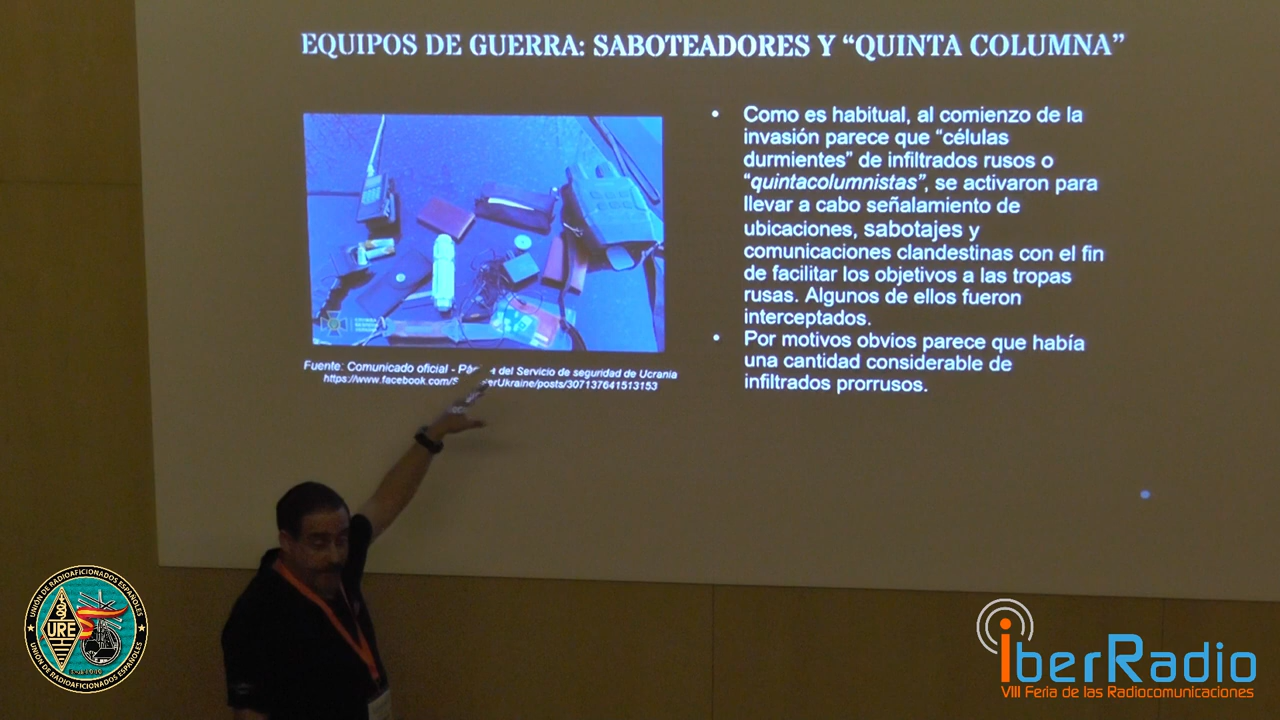 EQUIPOS DE GUERRA: SABOTEADORES Y “QUINTA COLUMNA”
• Como es habitual, al comienzo de la
invasión parece que “células
durmientes” de infiltrados rusos o
“quintacolumnistas”, se activaron para
llevar a cabo señalamiento de
ubicaciones, sabotajes y
comunicaciones clandestinas con el fin
de facilitar los objetivos a las tropas
rusas. Algunos de ellos fueron
interceptados.
• Por motivos obvios parece que había
una cantidad considerable de
infiltrados prorrusos.
Fuente: Comunicado oficial - del Servicio de seguridad de Ucrania
UNIÓN DE RADIOAFICIONADOS ESPAÑOLES
URE
UNIÓN DE RADIOAFICIONADOS ESPAÑOLES
IberRadio
VIII Feria de las Radiocomunicaciones